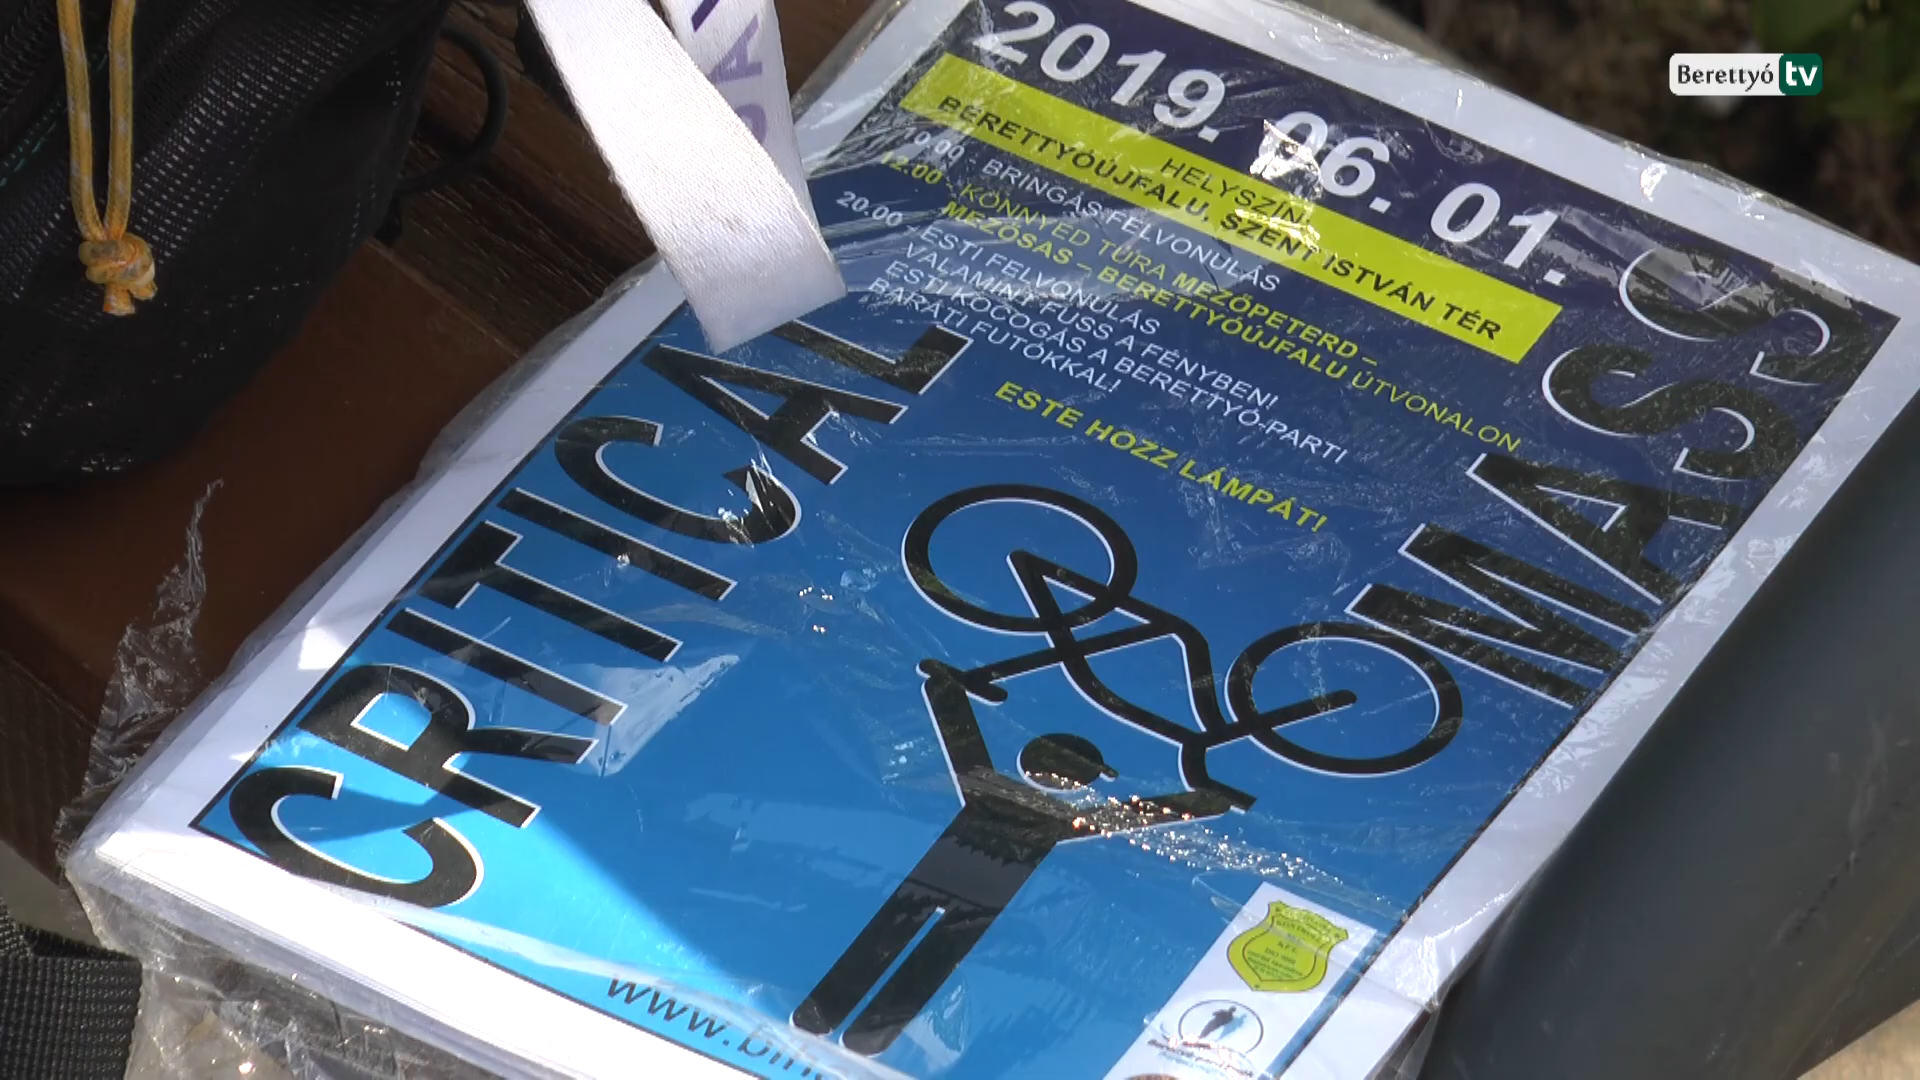 Berettyó tv
2019. 06. 01.
HELYSZÍN:
BERETTYÓÚJFALU, SZENT ISTVÁN TÉR
10.00 - BRINGÁS FELVONULÁS
12.00 - KÖNNYED TÚRA MEZŐPETERD –
MEZŐSAS – BERETTYÓÚJFALU ÚTVONALON
20.00 - ESTI FELVONULÁS
VALAMINT FUSS A FÉNYBEN!
ESTI KOCOGÁS A BERETTYÓ-PARTI
BARÁTI FUTÓKKAL!
ESTE HOZZ LÁMPÁT!
CRITICAL
MASS
www.bih